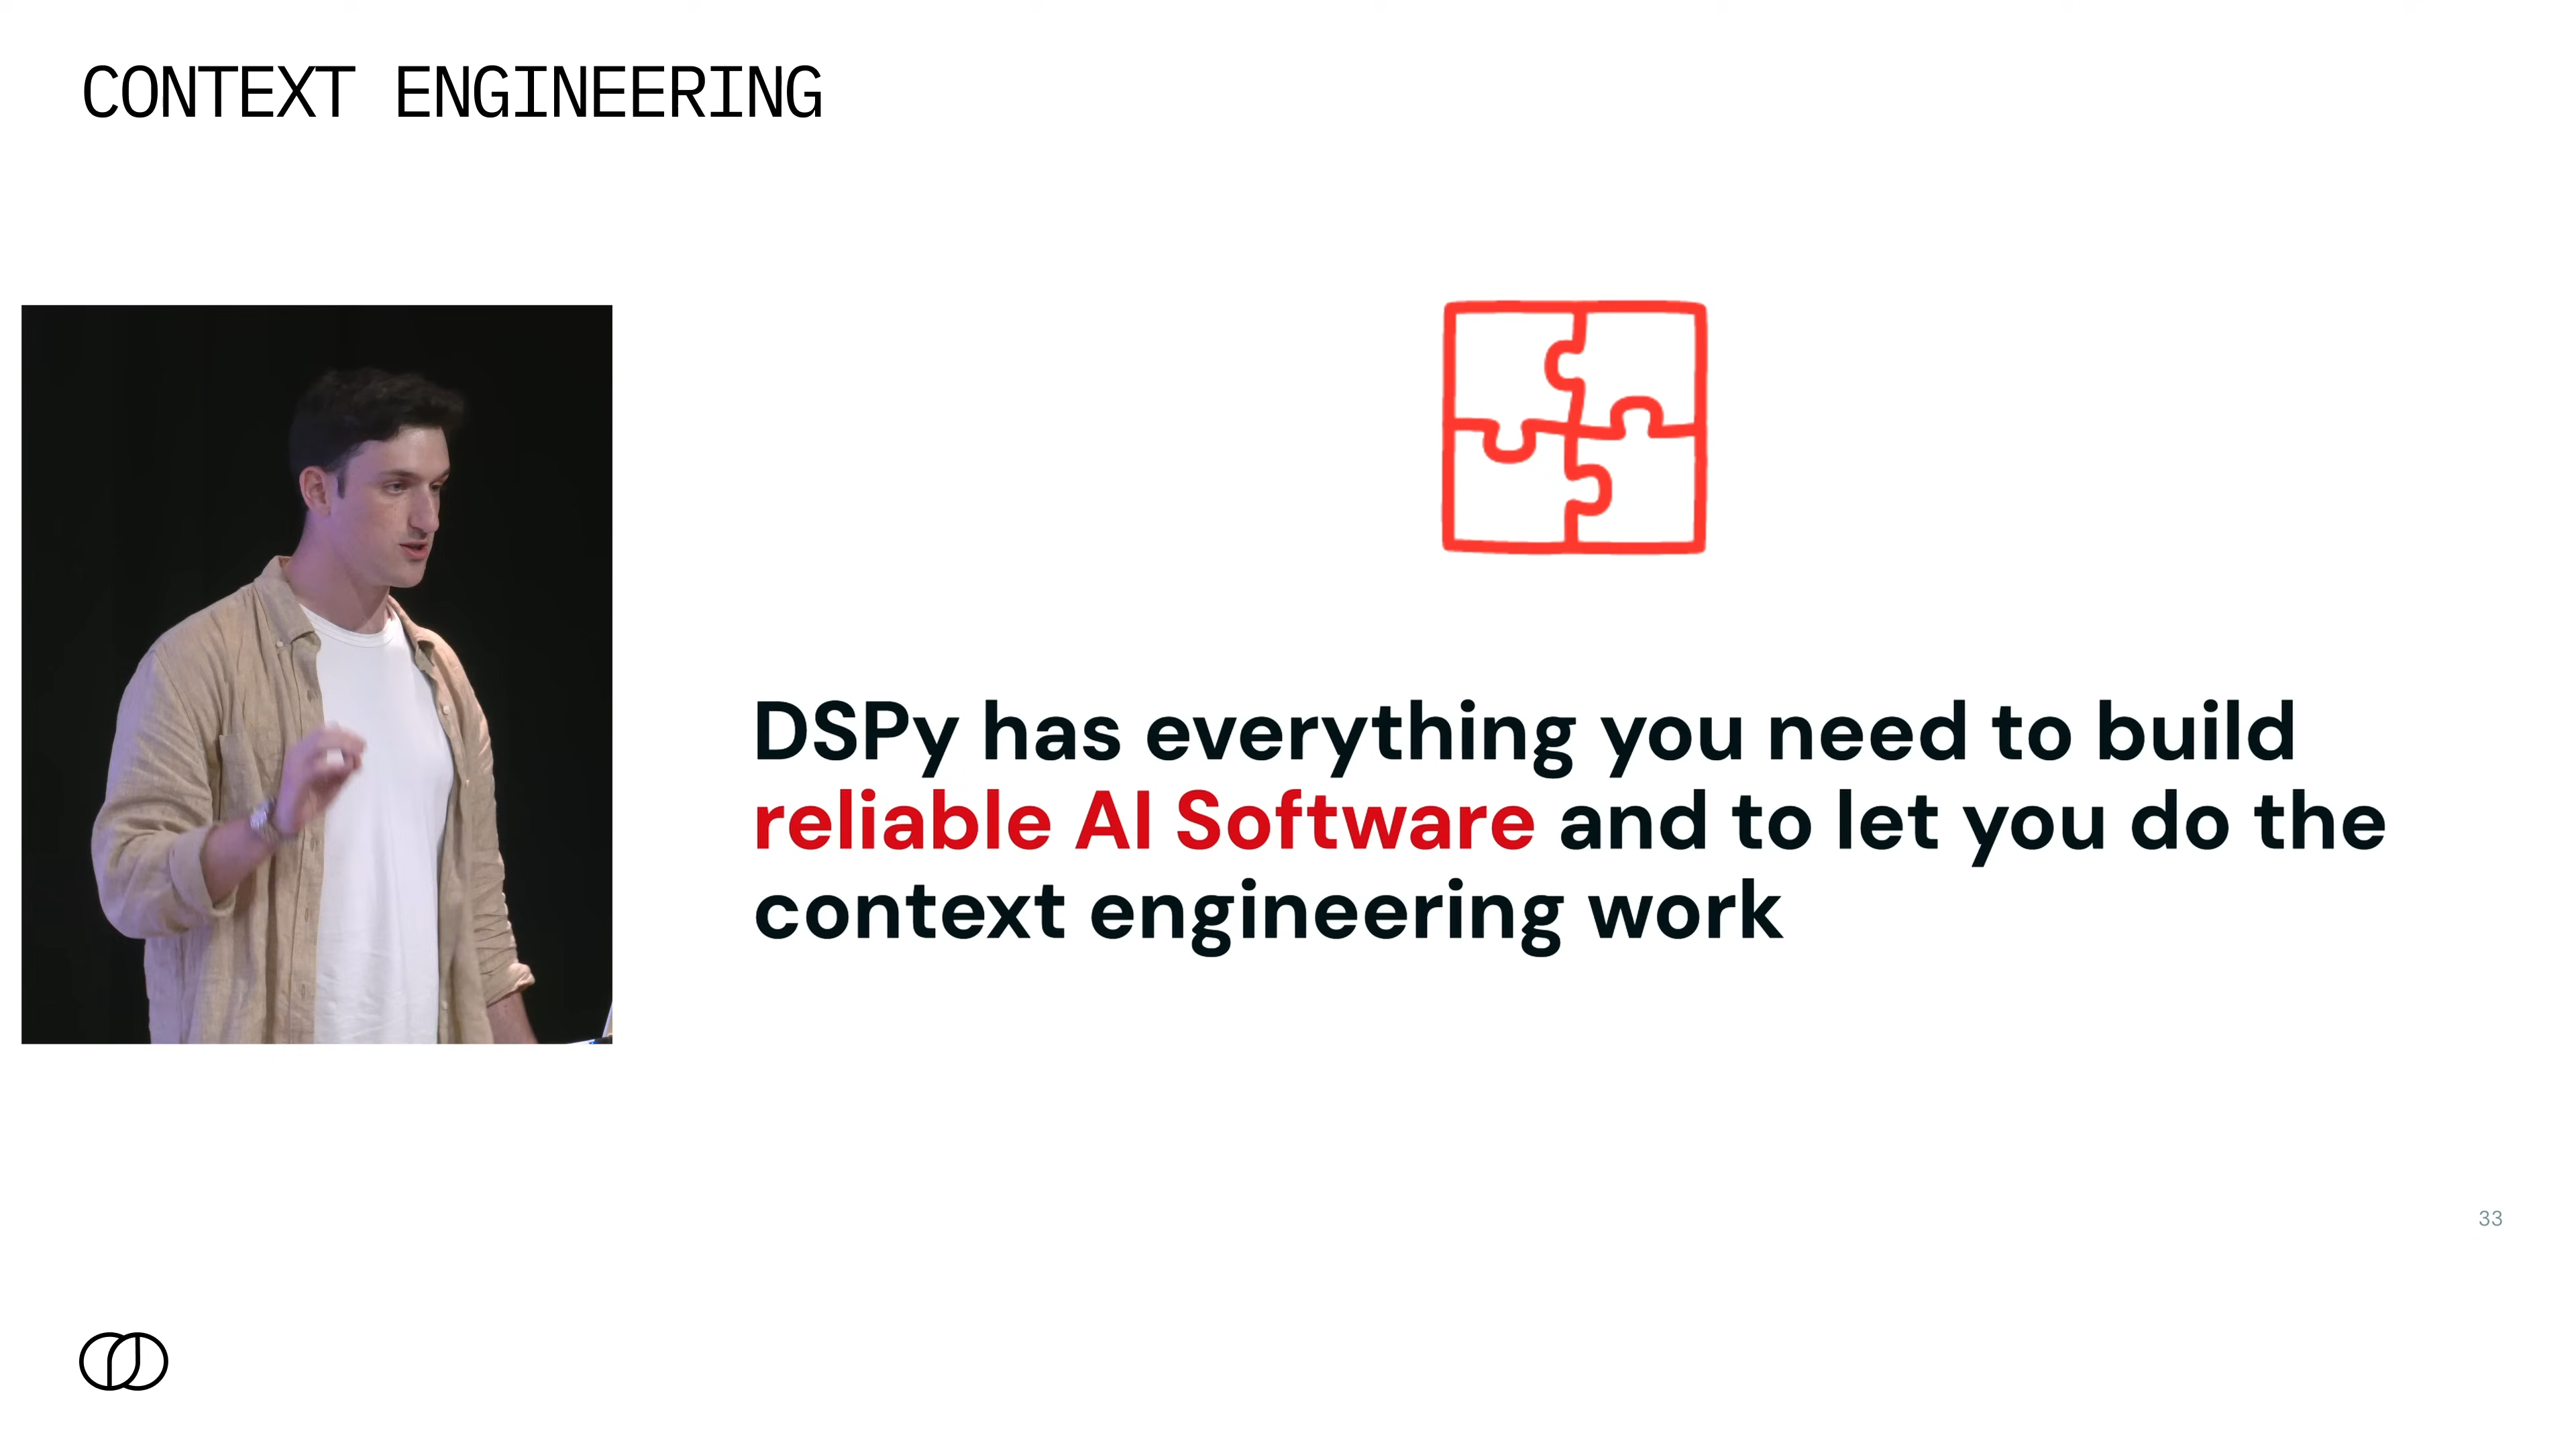 CONTEXT ENGINEERING
DSPy has everything you need to build
reliable AI Software and to let you do the
context engineering work
33